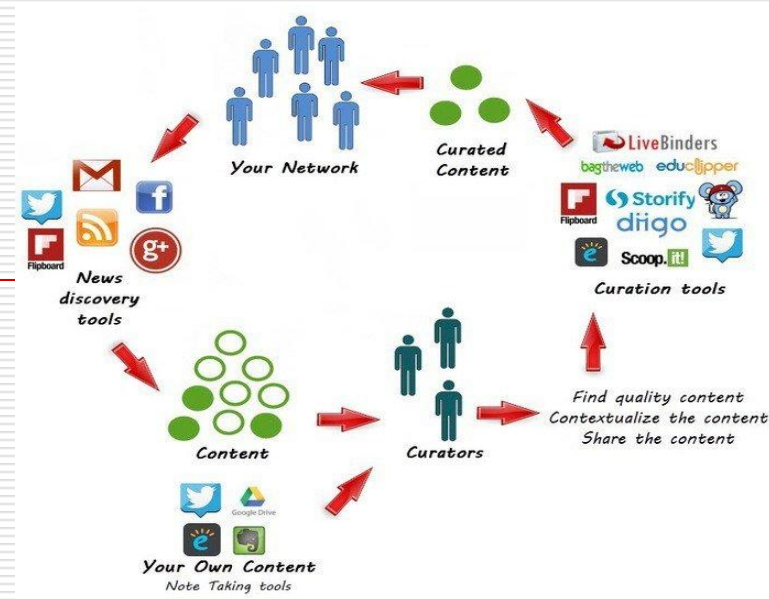 Your Network
Curated
Content
LiveBinders
bagtheweb educlipper
Storify
Flipboard
diigo
e
Scoop.it!
Curation tools
f
g+
Flipboard
News
discovery
tools
Find quality content
Contextualize the content
Share the content
Content
Curators
Google Drive
e
Your Own Content
Note Taking tools